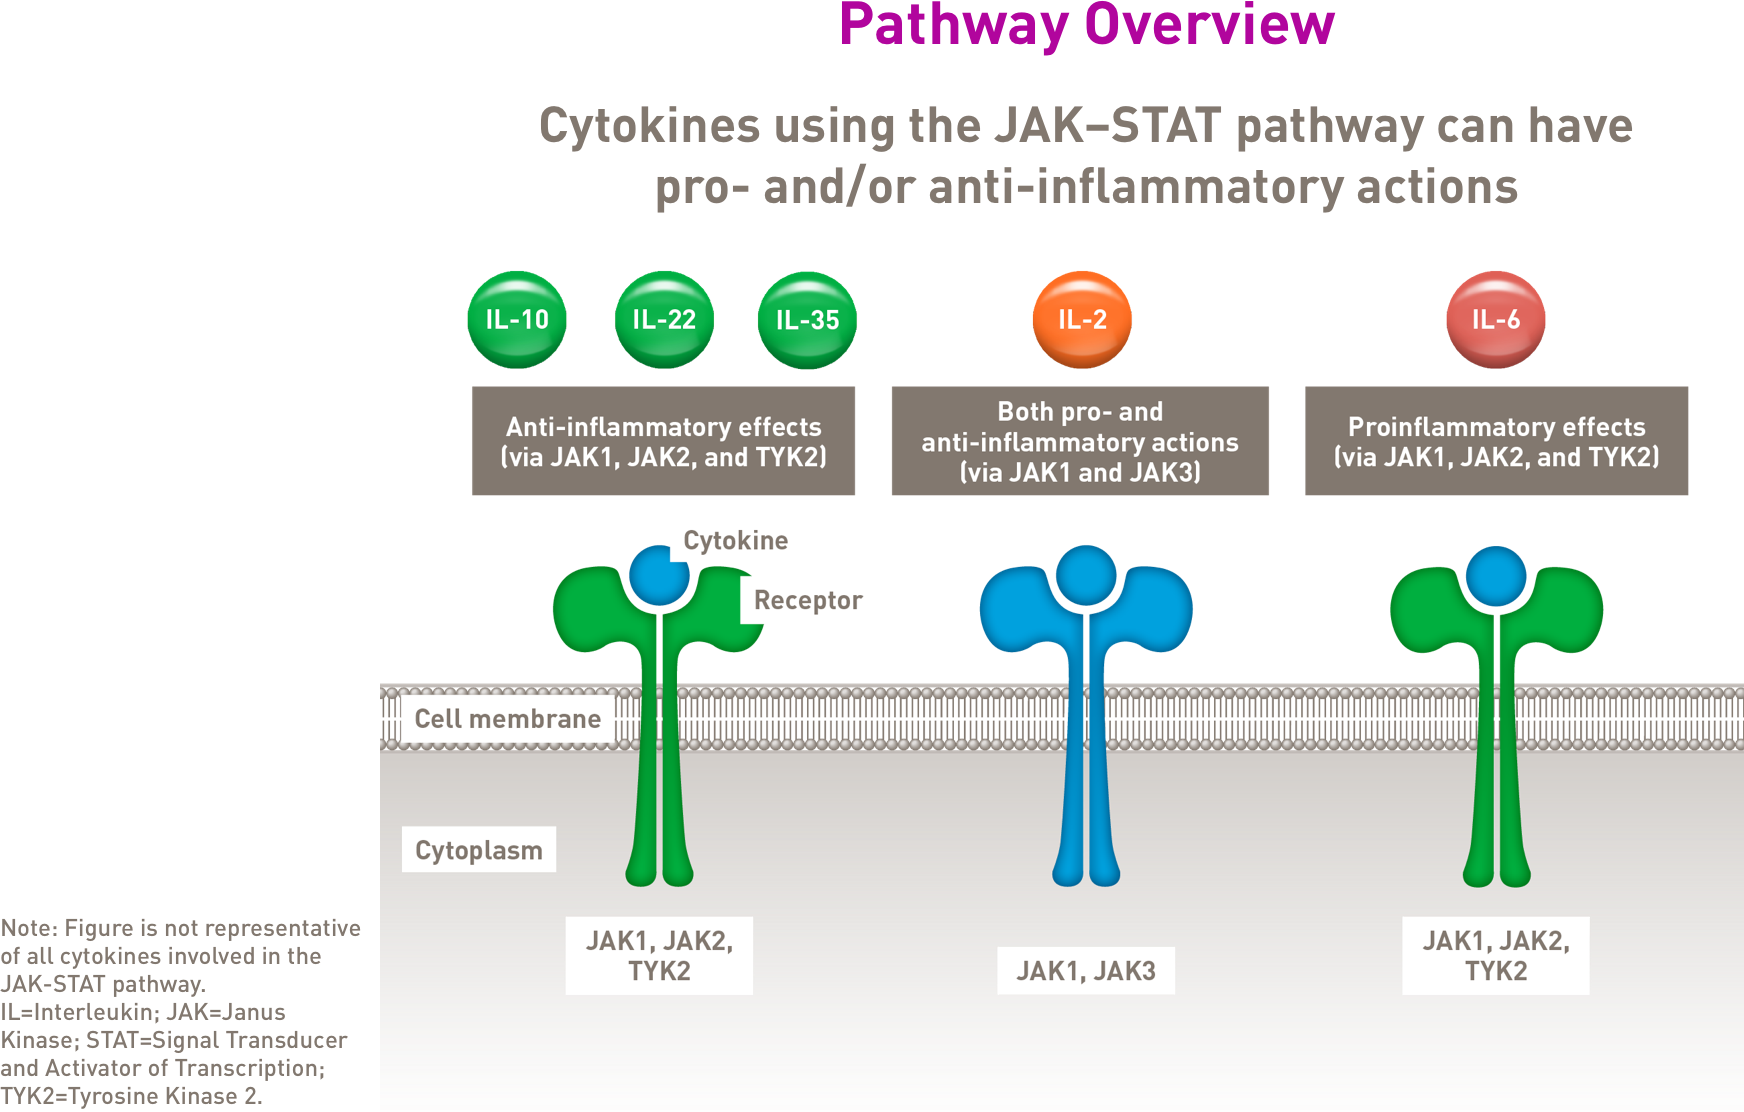 Pathway Overview
Cytokines using the JAK–STAT pathway can have
pro- and/or anti-inflammatory actions
IL-10
IL-22
IL-35
IL-2
IL-6
Anti-inflammatory effects
(via JAK1, JAK2, and TYK2)
Both pro- and
anti-inflammatory actions
(via JAK1 and JAK3)
Proinflammatory effects
(via JAK1, JAK2, and TYK2)
Cytokine
Receptor
Cell membrane
Cytoplasm
JAK1, JAK2,
TYK2
JAK1, JAK3
JAK1, JAK2,
TYK2
Note: Figure is not representative
of all cytokines involved in the
JAK-STAT pathway.
IL=Interleukin; JAK=Janus
Kinase; STAT=Signal Transducer
and Activator of Transcription;
TYK2=Tyrosine Kinase 2.